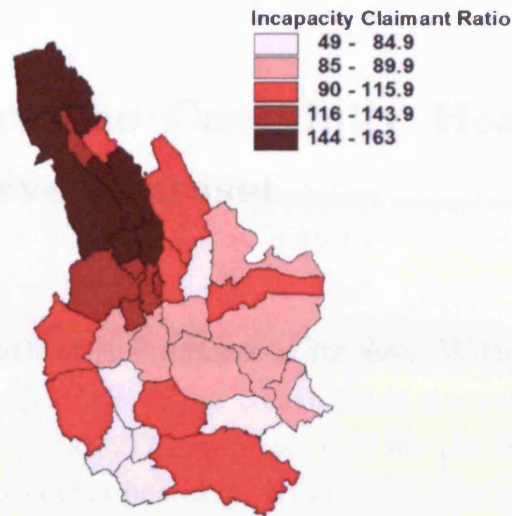 Incapacity Claimant Ratio
49 - 84.9
85 - 89.9
90 - 115.9
116 - 143.9
144 - 163